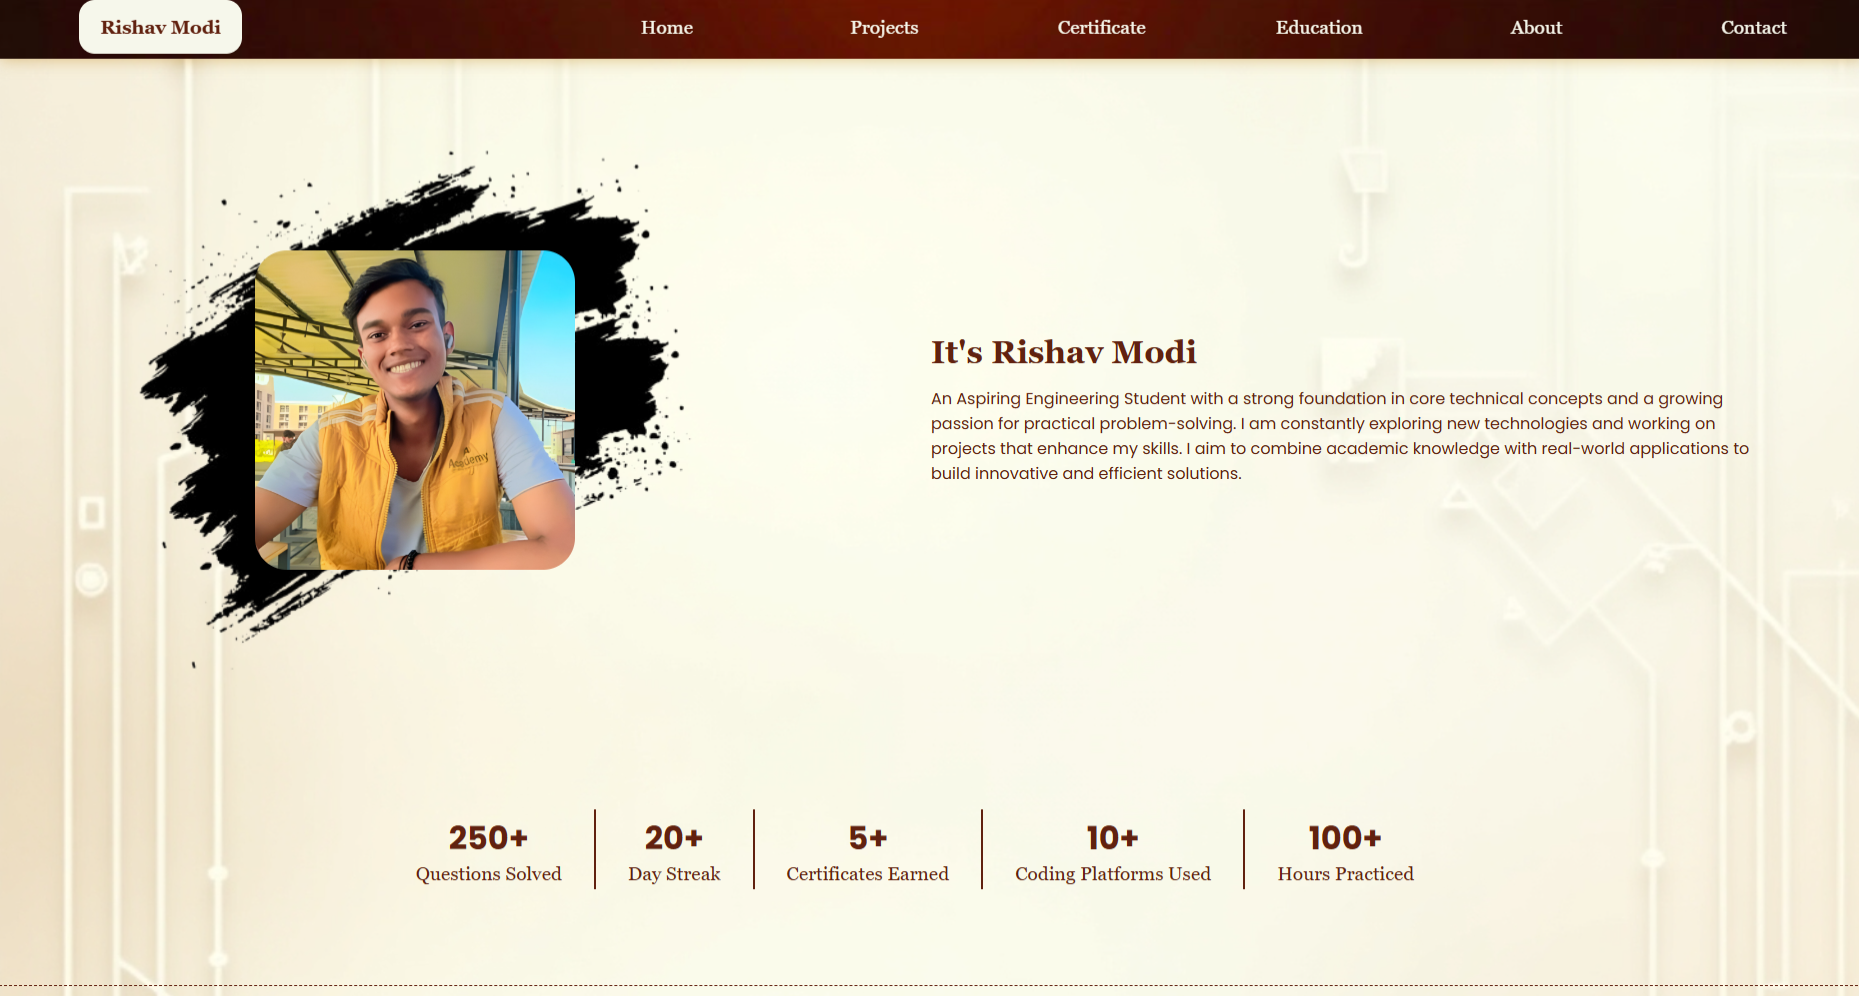 Rishav Modi
Home
Projects
Certificate
Education
About
Contact
Academy
It's Rishav Modi
An Aspiring Engineering Student with a strong foundation in core technical concepts and a growing
passion for practical problem-solving. I am constantly exploring new technologies and working on
projects that enhance my skills. I aim to combine academic knowledge with real-world applications to
build innovative and efficient solutions.
250+
Questions Solved
20+
Day Streak
5+
Certificates Earned
10+
Coding Platforms Used
100+
Hours Practiced